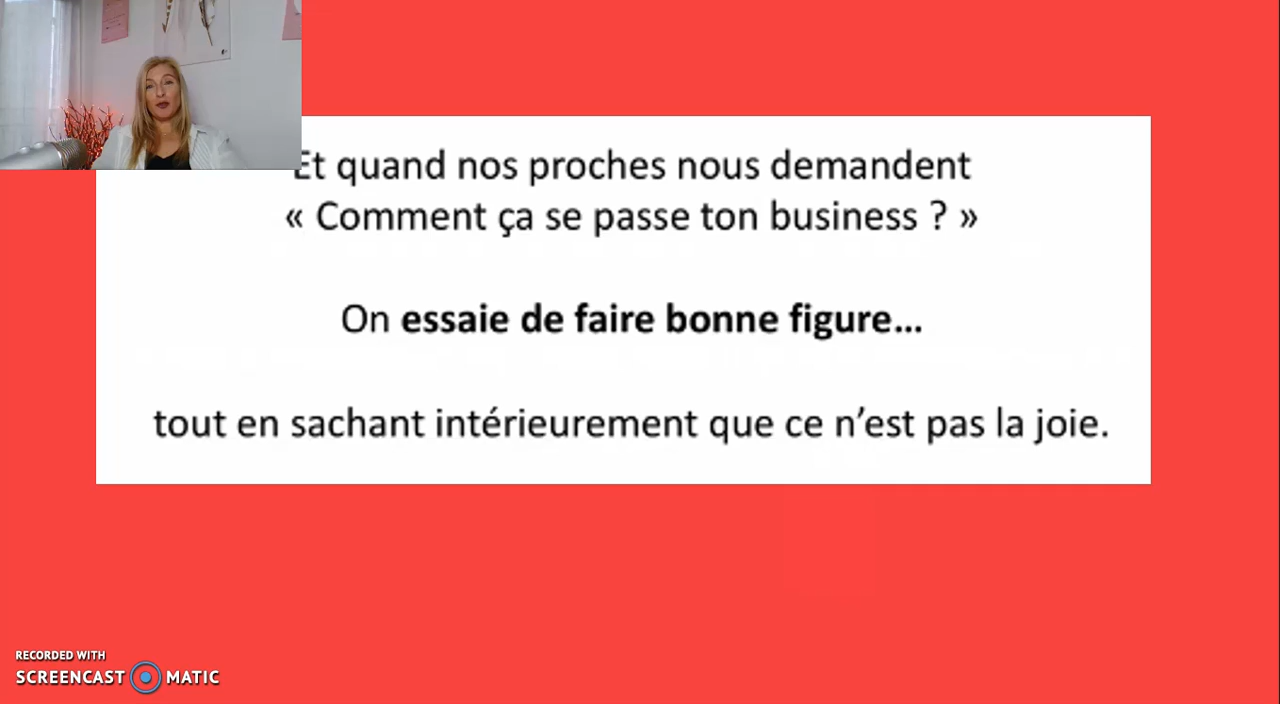 Et quand nos proches nous demandent
« Comment ça se passe ton business ? »
On essaie de faire bonne figure...
tout en sachant intérieurement que ce n’est pas la joie.
RECORDED WITH
SCREENCAST MATIC